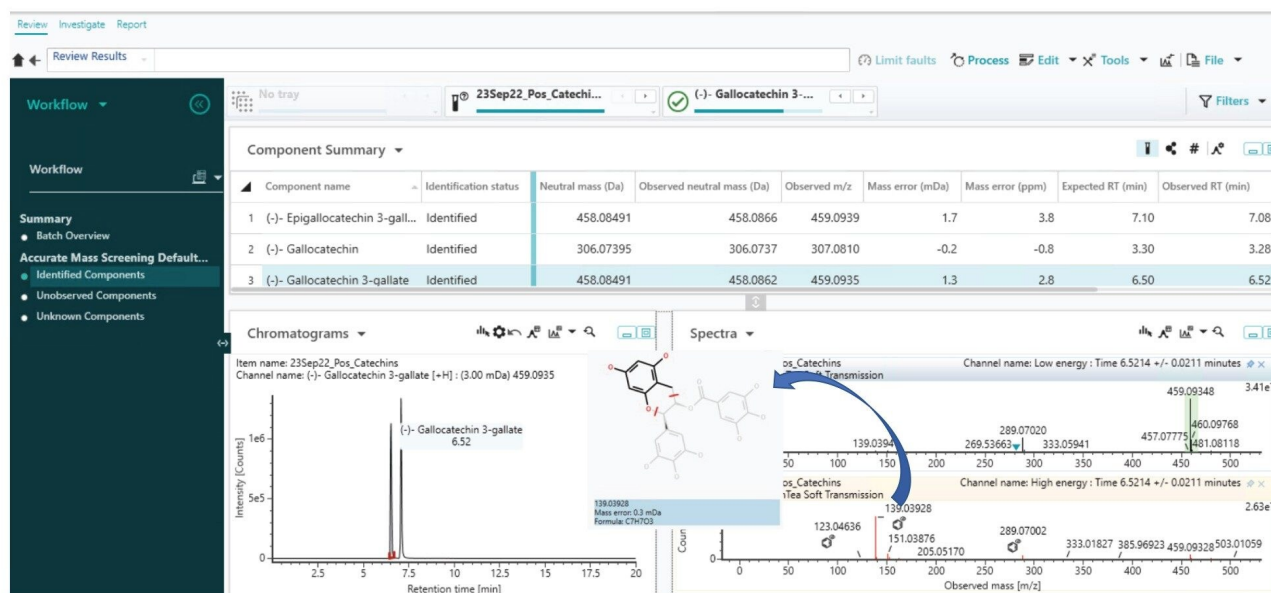 Review Investigate Report
Review Results
Limit faults Process Edit Tools File
Workflow
No tray
23Sep22_Pos_Catechi...
(-)- Gallocatechin 3-...
Filters
Workflow
Summary
Batch Overview
Accurate Mass Screening Default...
Identified Components
Unobserved Components
Unknown Components
Component Summary
Component name Identification status Neutral mass (Da) Observed neutral mass (Da) Observed m/z Mass error (mDa) Mass error (ppm) Expected RT (min) Observed RT (min)
1 (-)- Epigallocatechin 3-gall... Identified 458.08491 458.0866 459.0939 1.7 3.8 7.10 7.08
2 (-)- Gallocatechin Identified 306.07395 306.0737 307.0810 -0.2 -0.8 3.30 3.28
3 (-)- Gallocatechin 3-gallate Identified 458.08491 458.0862 459.0935 1.3 2.8 6.50 6.52
Chromatograms
Item name: 23Sep22_Pos_Catechins
Channel name: (-)- Gallocatechin 3-gallate [+H] : (3.00 mDa) 459.0935
Intensity [Counts]
1e6
5e5
0
(-)- Gallocatechin 3-gallate
6.52
2.5 5 7.5 10 12.5 15 17.5 20
Retention time [min]
139.03928
Mass error: 0.3 mDa
Formula: C7H7O3
Spectra
os_Catechins Channel name: Low energy : Time 6.5214 +/- 0.0211 minutes
Tea Soft Transmission
3.41e
459.09348
289.07020
460.09768
457.07775
139.0394
269.53663
333.05941
481.08118
50 100 150 200 250 300 350 400 450 500
os_Catechins Channel name: High energy : Time 6.5214 +/- 0.0211 minutes
nTea Soft Transmission
2.63e
139.03928
123.04636
151.03876
205.05170
289.07002
333.01827 385.96923 459.09328 503.01059
Coun
0
0 50 100 150 200 250 300 350 400 450 500
Observed mass [m/z]